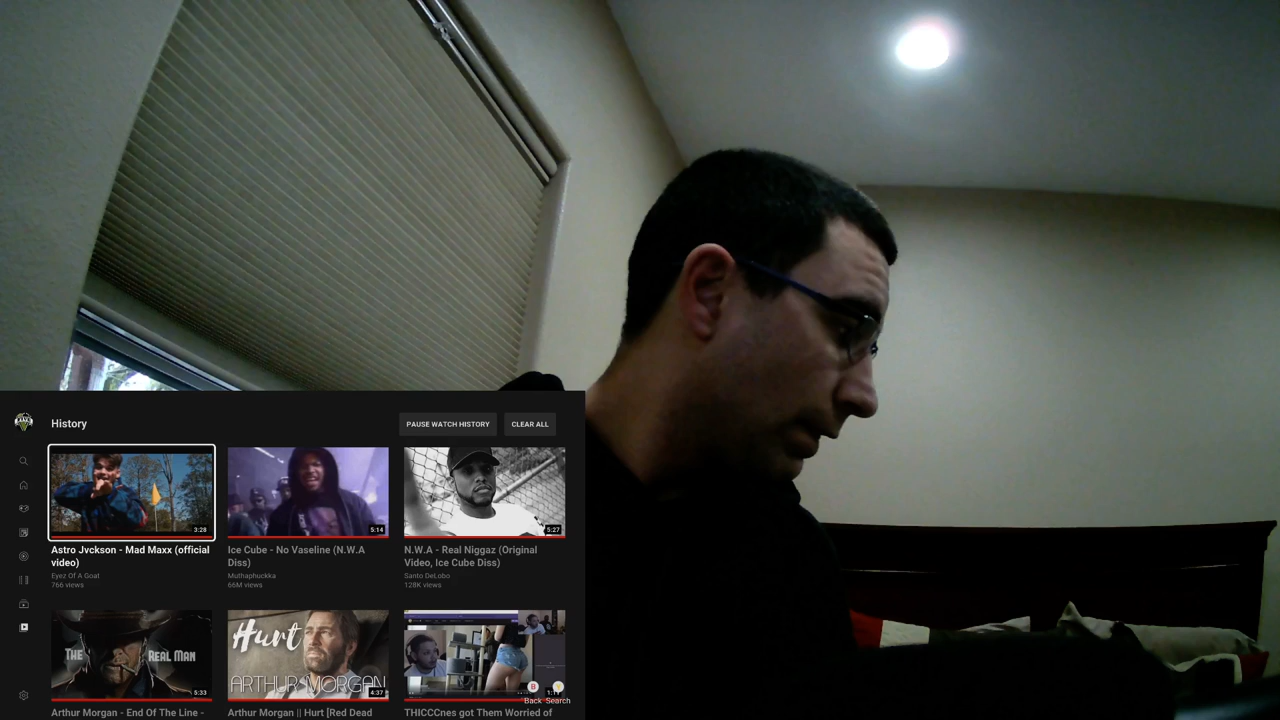 History
PAUSE WATCH HISTORY
CLEAR ALL
3:28
5:14
5:27
Astro Jvckson - Mad Maxx (official
video)
Eyez Of A Goat
766 views
Ice Cube - No Vaseline (N.W.A
Diss)
Muthaphuckka
66M views
N.W.A - Real Niggaz (Original
Video, Ice Cube Diss)
Santo DeLobo
128K views
THE REAL MAN
5:33
Hurt
ARTHUR MORGAN
4:37
B
Y
Back
Search
Arthur Morgan - End Of The Line -
Arthur Morgan || Hurt [Red Dead
THICCCnes got Them Worried of